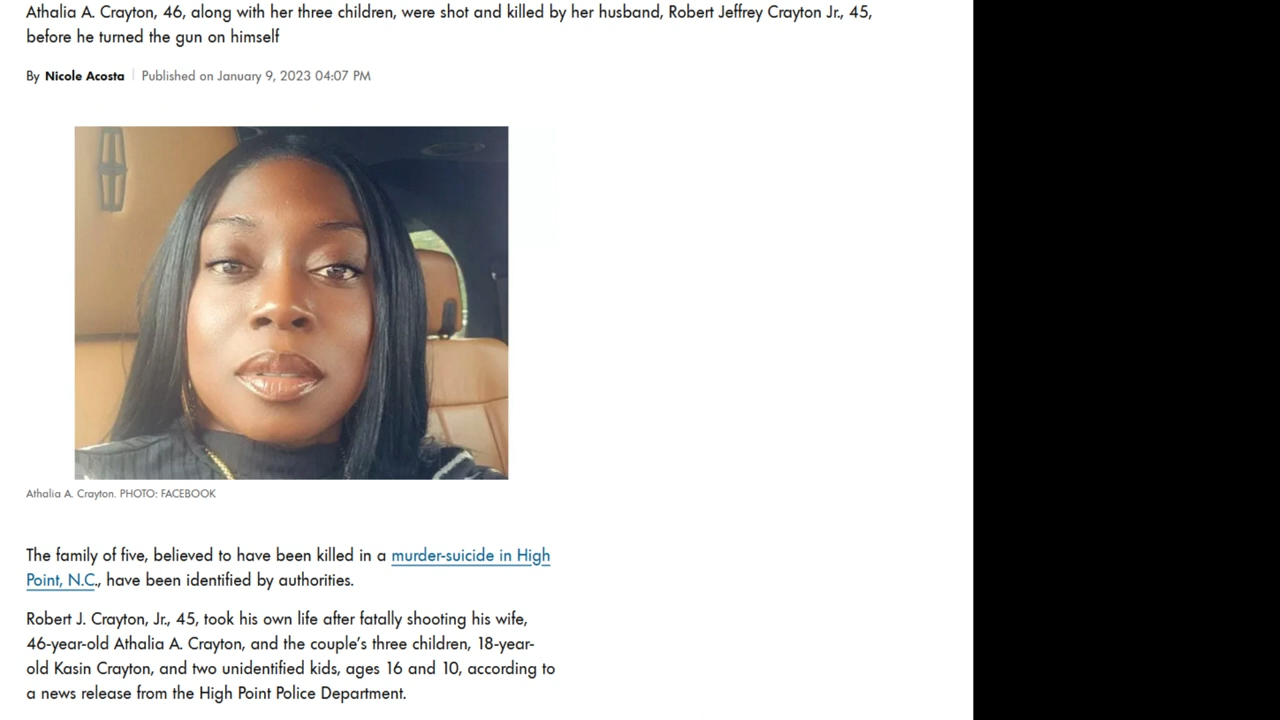 Athalia A. Crayton, 46, along with her three children, were shot and killed by her husband, Robert Jeffrey Crayton Jr., 45,
before he turned the gun on himself
By Nicole Acosta Published on January 9, 2023 04:07 PM
Athalia A. Crayton. PHOTO: FACEBOOK
The family of five, believed to have been killed in a murder-suicide in High
Point, N.C., have been identified by authorities.
Robert J. Crayton, Jr., 45, took his own life after fatally shooting his wife,
46-year-old Athalia A. Crayton, and the couple's three children, 18-year-
old Kasin Crayton, and two unidentified kids, ages 16 and 10, according to
a news release from the High Point Police Department.